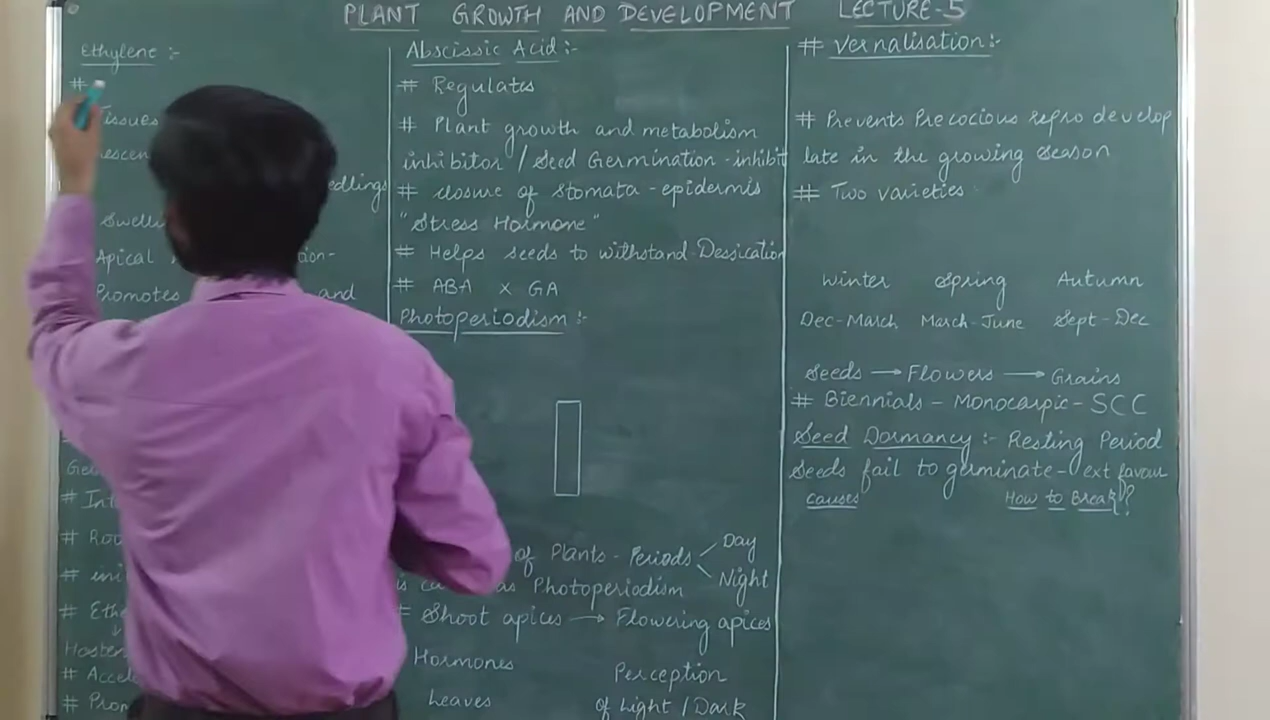 PLANT GROWTH AND DEVELOPMENT LECTURE-5
Ethylene :-
#
Tissues
Swelli
Apical
Promotes and
# Int
# Roo
# ini
# Ethe
Hasten
# Accel
# Prom
Abscissic Acid :-
# Regulates
# Plant growth and metabolism
inhibitor / Seed Germination - inhibit
# closure of stomata - epidermis
"Stress Hormone"
# Helps seeds to withstand Dessication
# ABA x GA
Photoperiodism :-
of Plants - Periods Day
Night
as Photoperiodism
# Shoot apices → Flowering apices
Hormones Perception
Leaves of Light / Dark
# Vernalisation :-
# Prevents Precocious repro develop
late in the growing season
# Two varieties
Winter Spring Autumn
Dec-March March-June Sept-Dec
Seeds → Flowers → Grains
# Biennials - Monocarpic - SCC
Seed Dormancy :- Resting Period
Seeds fail to germinate - ext favour
causes How to Break?